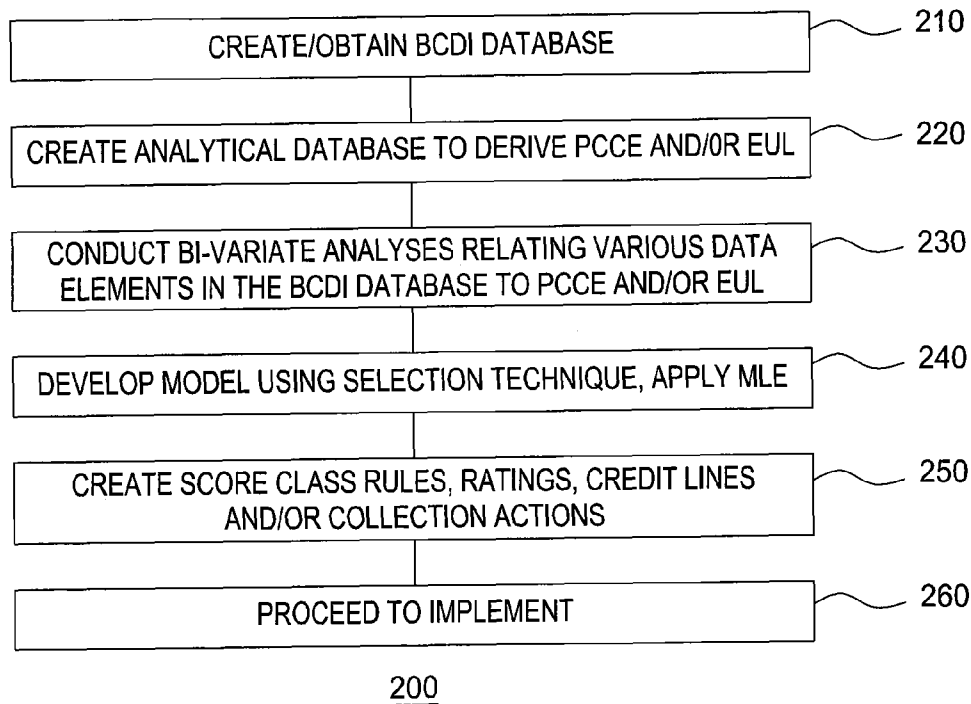 CREATE/OBTAIN BCDI DATABASE
210
CREATE ANALYTICAL DATABASE TO DERIVE PCCE AND/0R EUL
220
CONDUCT BI-VARIATE ANALYSES RELATING VARIOUS DATA
ELEMENTS IN THE BCDI DATABASE TO PCCE AND/OR EUL
230
DEVELOP MODEL USING SELECTION TECHNIQUE, APPLY MLE
240
CREATE SCORE CLASS RULES, RATINGS, CREDIT LINES
AND/OR COLLECTION ACTIONS
250
PROCEED TO IMPLEMENT
260
200